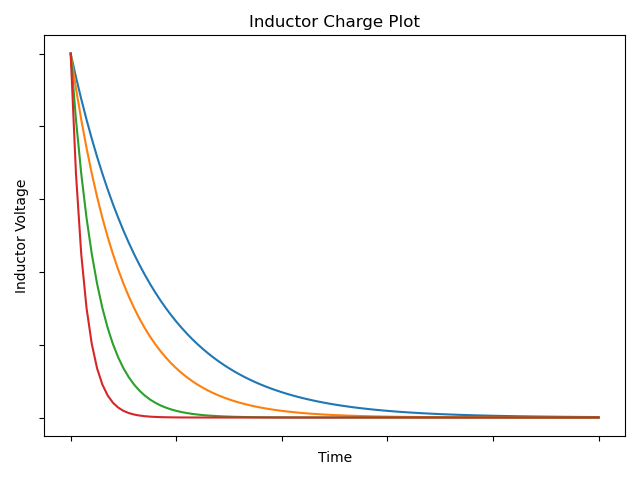 Inductor Charge Plot
Inductor Voltage
Time